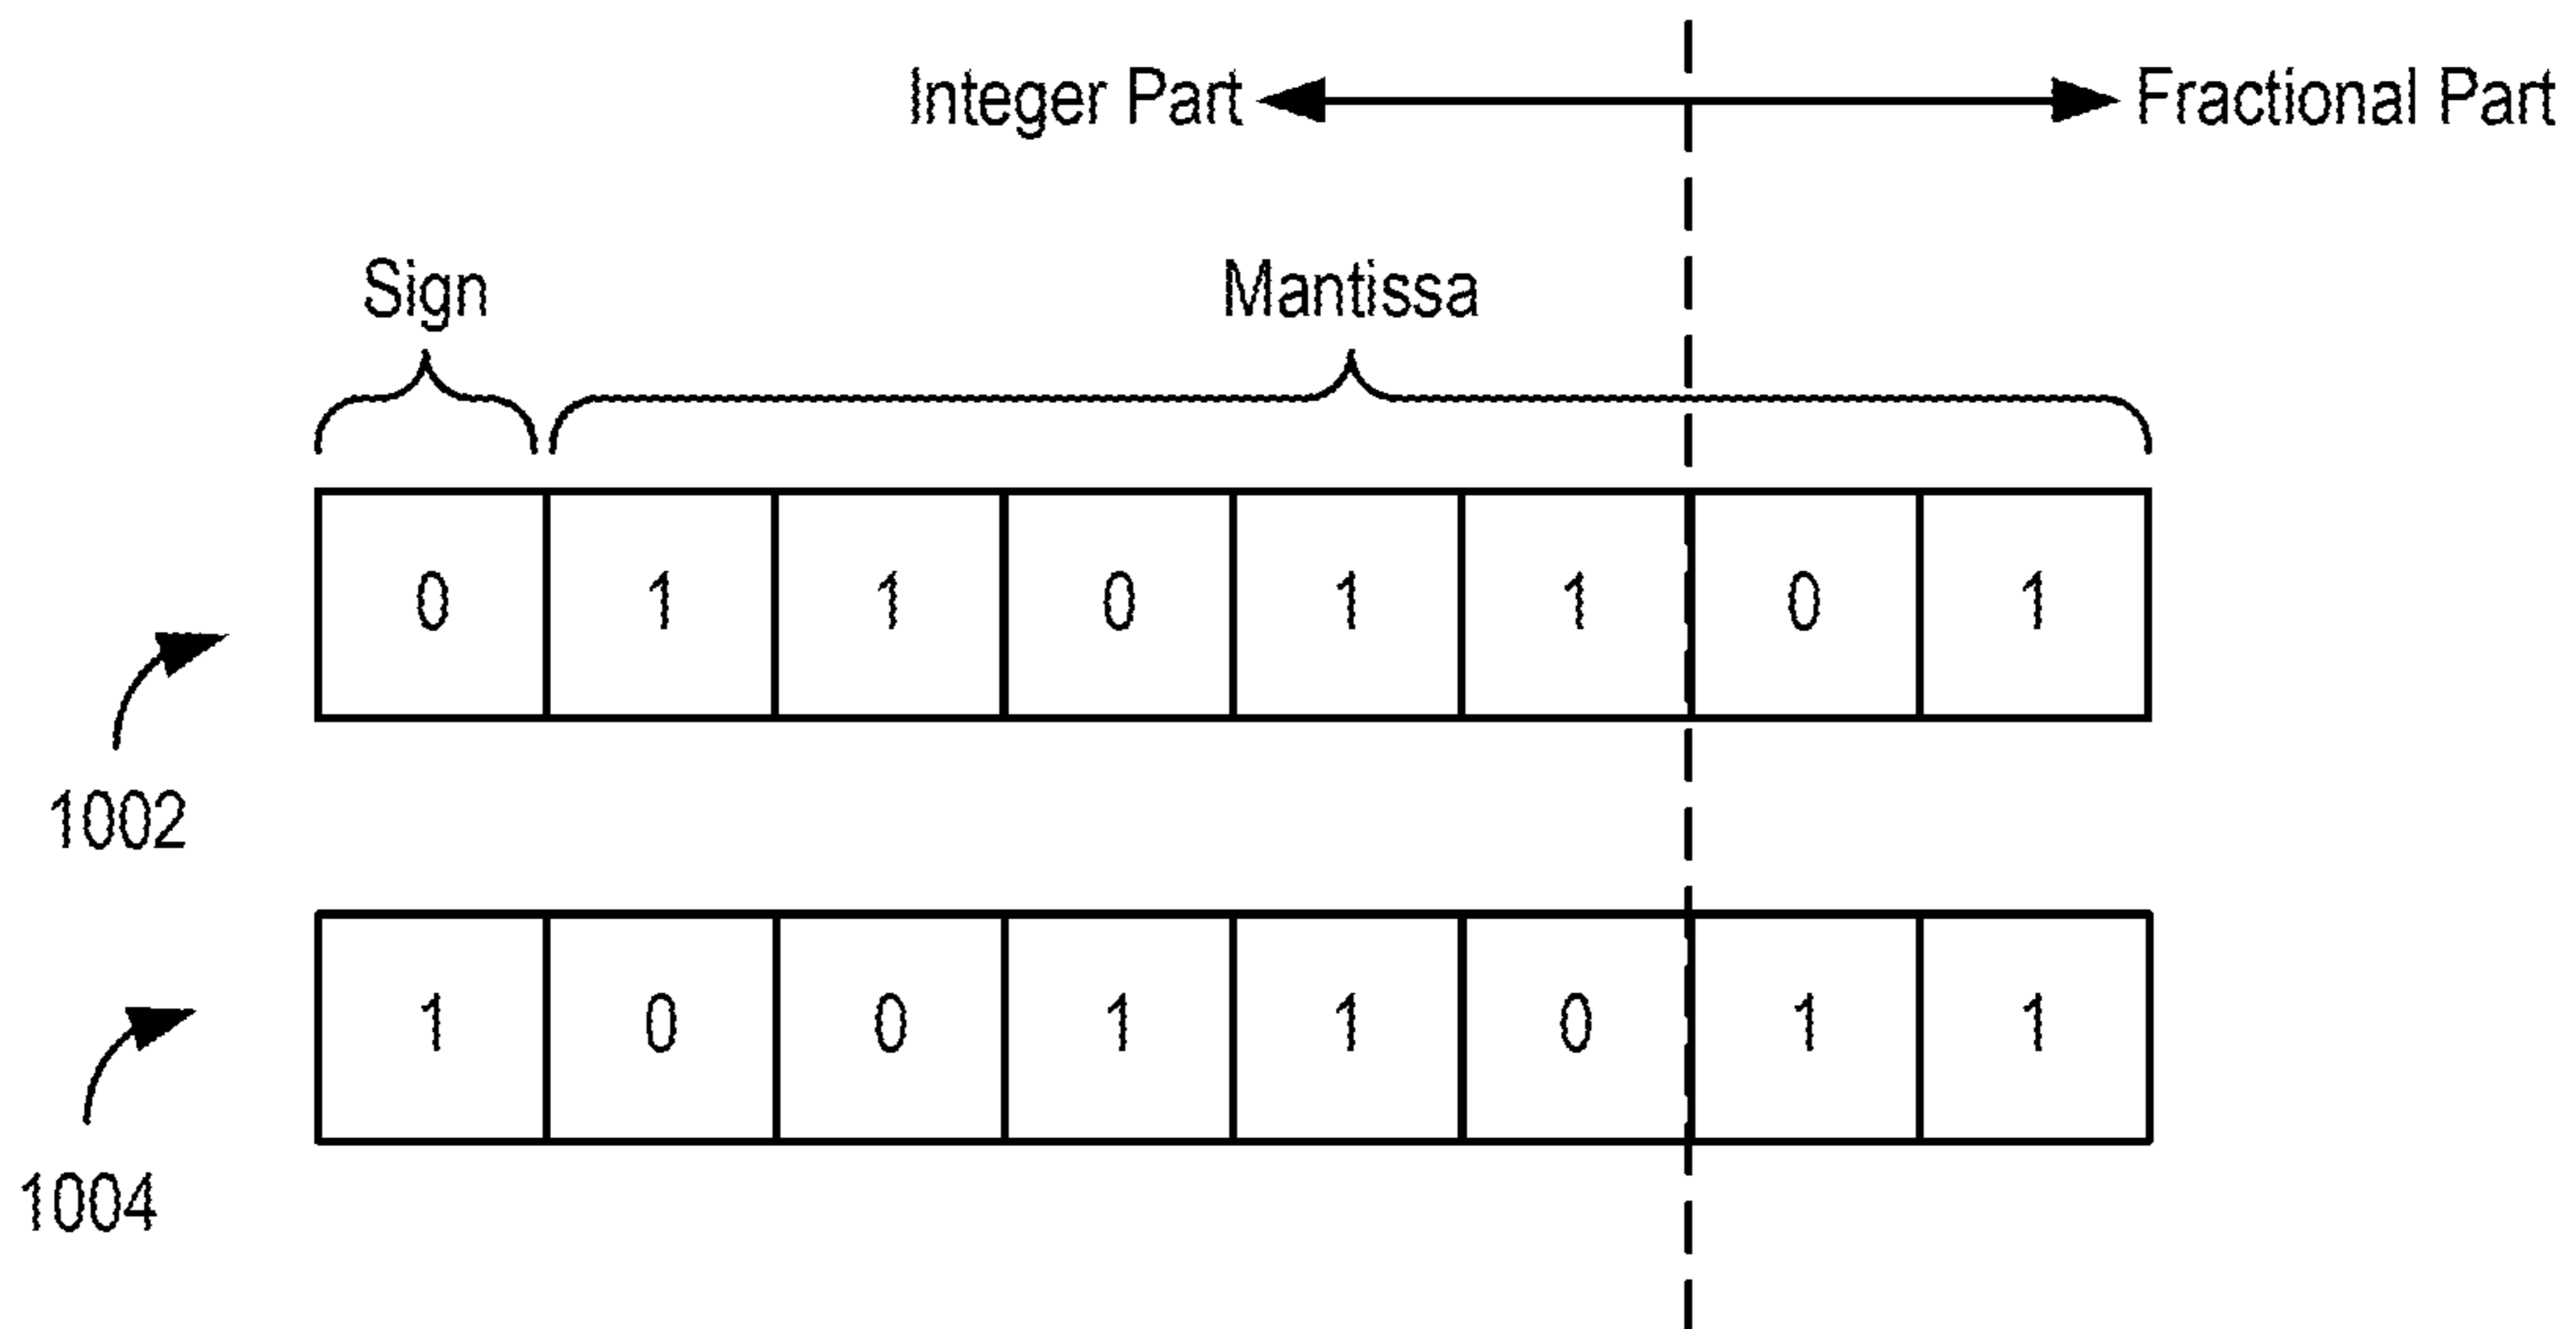 Integer Part Fractional Part
Sign Mantissa
0 1 1 0 1 1 0 1
1002
1 0 0 1 1 0 1 1
1004